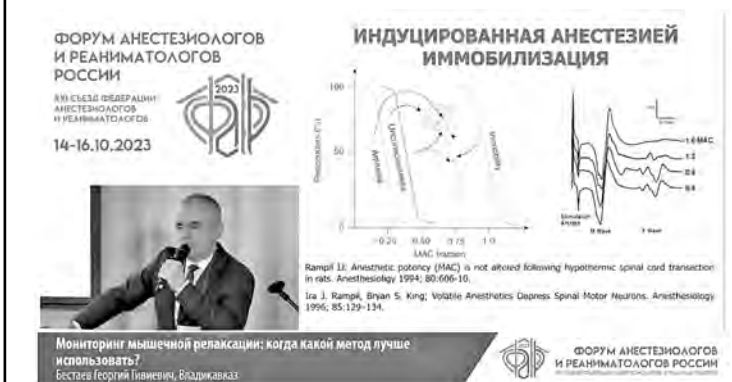 ФОРУМ АНЕСТЕЗИОЛОГОВ
И РЕАНИМАТОЛОГОВ
РОССИИ
XXI СЪЕЗД ФЕДЕРАЦИИ
АНЕСТЕЗИОЛОГОВ
И РЕАНИМАТОЛОГОВ
14-16.10.2023
2023
ФАР
ИНДУЦИРОВАННАЯ АНЕСТЕЗИЕЙ
ИММОБИЛИЗАЦИЯ
100
50
0
Amnesia
Unconsciousness
Immobility
0.25 0.50 0.75 1.0
MAC fraction
MAC
1.2
0.8
Stimulation
Rampil IJ: Anesthetic potency (MAC) is not altered following hypothermic spinal cord transection
in rats. Anesthesiology 1994; 80:606-10.
Ira J. Rampil, Bryan S. King; Volatile Anesthetics Depress Spinal Motor Neurons. Anesthesiology
1996; 85:129–134.
Мониторинг мышечной релаксации: когда какой метод лучше
использовать?
Бестаев Георгий Гивиевич, Владикавказ
ФОРУМ АНЕСТЕЗИОЛОГОВ
И РЕАНИМАТОЛОГОВ РОССИИ